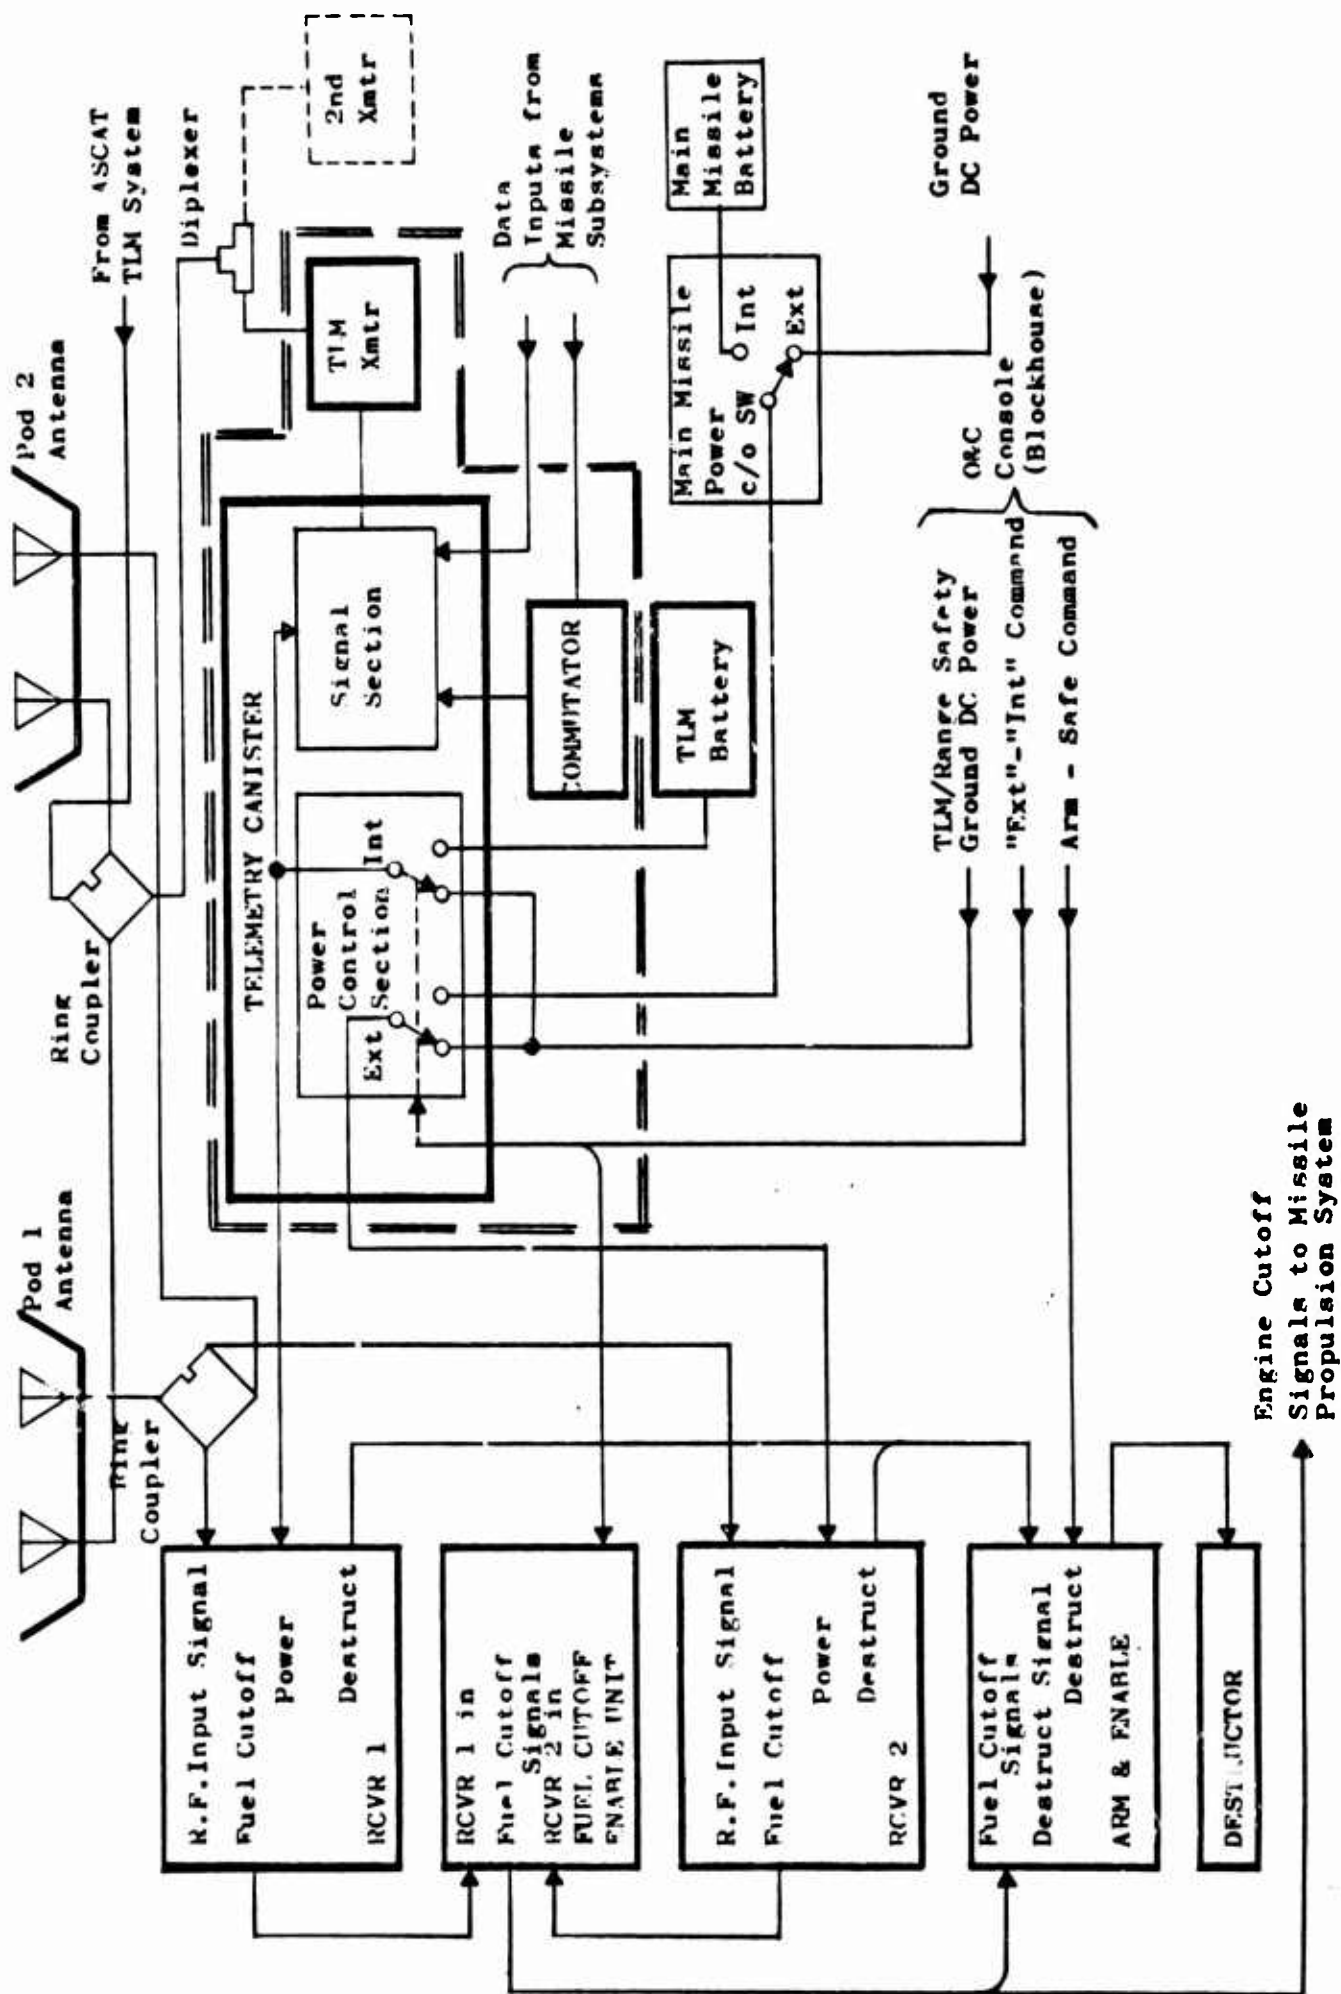 Pod 1
Antenna
Pod 2
Antenna
Ring
Coupler
Ring
Coupler
From ASCAT
TLM System
Diplexer
2nd
Xmtr
TLM
Xmtr
TELEMETRY CANISTER
Power
Control
Section
Ext
Int
Signal
Section
COMMUTATOR
TLM
Battery
Data
Inputs from
Missile
Subsystems
Main
Missile
Battery
Main Missile
Power
c/o SW
Int
Ext
Ground
DC Power
TLM/Range Safety
Ground DC Power
"Ext"-"Int" Command
Arm - Safe Command
O&C
Console
(Blockhouse)
R.F.Input Signal
Fuel Cutoff
Power
Destruct
RCVR 1
RCVR 1 in
Fuel Cutoff
Signals
RCVR 2 in
FUEL CUTOFF
ENABLE UNIT
R.F.Input Signal
Fuel Cutoff
Power
Destruct
RCVR 2
Fuel Cutoff
Signals
Destruct Signal
Destruct
ARM & ENABLE
DESTRUCTOR
Engine Cutoff
Signals to Missile
Propulsion System